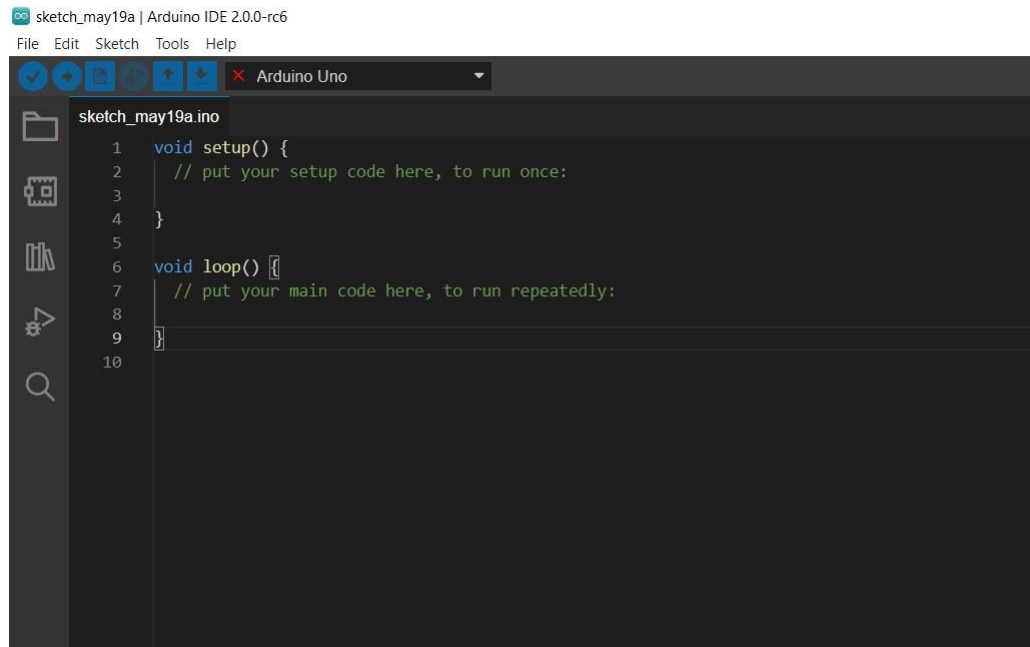 sketch_may19a | Arduino IDE 2.0.0-rc6
File Edit Sketch Tools Help
Arduino Uno
sketch_may19a.ino
1 void setup() {
2 // put your setup code here, to run once:
3
4 }
5
6 void loop() {
7 // put your main code here, to run repeatedly:
8
9 }
10